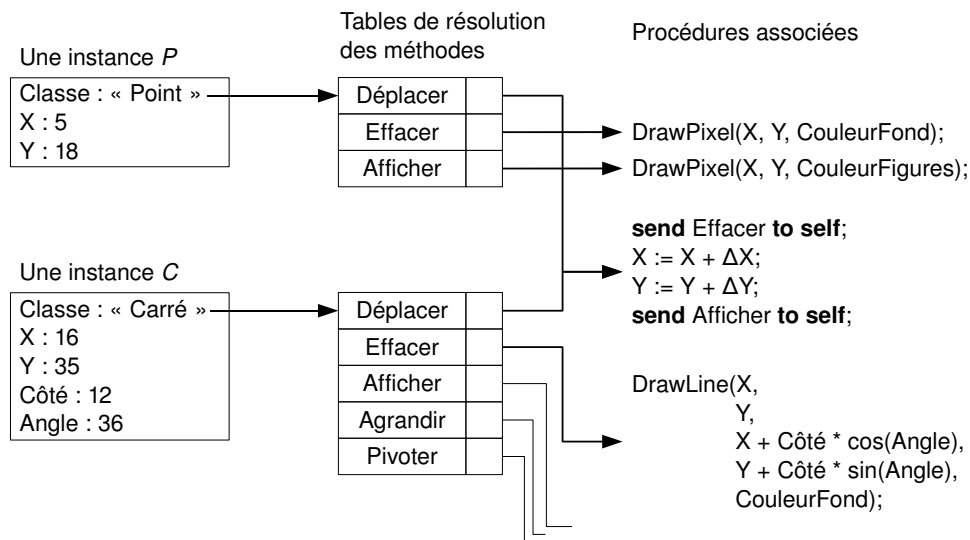 Tables de résolution
des méthodes
Procédures associées
Une instance P
Classe : « Point »
X : 5
Y : 18
Déplacer
Effacer
Afficher
DrawPixel(X, Y, CouleurFond);
DrawPixel(X, Y, CouleurFigures);
send Effacer to self;
X := X + ΔX;
Y := Y + ΔY;
send Afficher to self;
Une instance C
Classe : « Carré »
X : 16
Y : 35
Côté : 12
Angle : 36
Déplacer
Effacer
Afficher
Agrandir
Pivoter
DrawLine(X,
Y,
X + Côté * cos(Angle),
Y + Côté * sin(Angle),
CouleurFond);